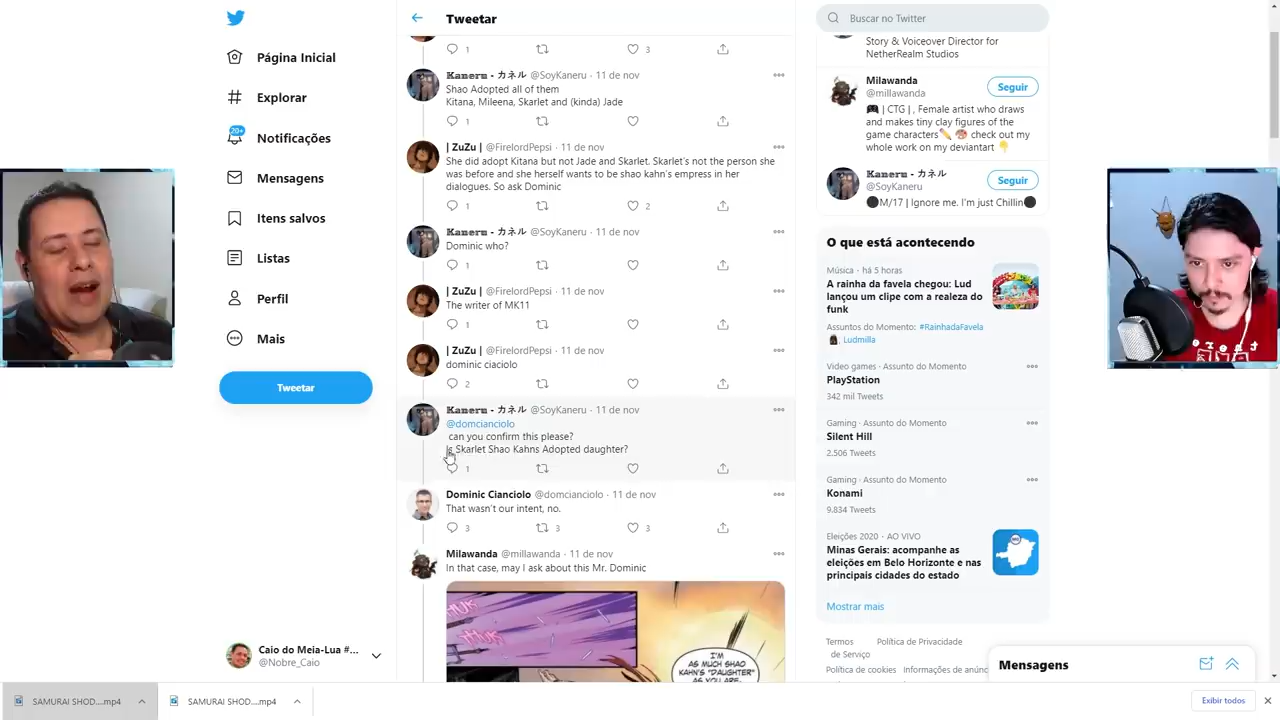 Página Inicial
Explorar
20+
Notificações
Mensagens
Itens salvos
Listas
Perfil
Mais
Tweetar
Caio do Meia-Lua #...
@Nobre_Caio
Tweetar
1
3
𝕶𝖆𝖓𝖊𝖗𝖚 - カネル @SoyKaneru · 11 de nov
Shao Adopted all of them
Kitana, Mileena, Skarlet and (kinda) Jade
1
| ZuZu | @FirelordPepsi · 11 de nov
She did adopt Kitana but not Jade and Skarlet. Skarlet's not the person she
was before and she herself wants to be shao kahn's empress in her
dialogues. So ask Dominic
1
2
𝕶𝖆𝖓𝖊𝖗𝖚 - カネル @SoyKaneru · 11 de nov
Dominic who?
1
| ZuZu | @FirelordPepsi · 11 de nov
The writer of MK11
1
| ZuZu | @FirelordPepsi · 11 de nov
dominic ciaciolo
2
𝕶𝖆𝖓𝖊𝖗𝖚 - カネル @SoyKaneru · 11 de nov
@domcianciolo
can you confirm this please?
Is Skarlet Shao Kahns Adopted daughter?
1
Dominic Cianciolo @domcianciolo · 11 de nov
That wasn't our intent, no.
3
3
3
Milawanda @millawanda · 11 de nov
In that case, may I ask about this Mr. Dominic
I'M
AS MUCH SHAO
KAHN'S "DAUGHTER"
AS YOU ARE,
Buscar no Twitter
Story & Voiceover Director for
NetherRealm Studios
Milawanda
@millawanda
Seguir
🎮 | CTG | , Female artist who draws
and makes tiny clay figures of the
game characters✏️ 🎨 check out my
whole work on my deviantart 👇
𝕶𝖆𝖓𝖊𝖗𝖚 - カネル
@SoyKaneru
Seguir
⚫M/17 | Ignore me. I'm just Chillin⚫
O que está acontecendo
Música · há 5 horas
A rainha da favela chegou: Lud
lançou um clipe com a realeza do
funk
Assuntos do Momento: #RainhadaFavela
, Ludmilla
Video games · Assunto do Momento
PlayStation
342 mil Tweets
Gaming · Assunto do Momento
Silent Hill
2.506 Tweets
Gaming · Assunto do Momento
Konami
9.834 Tweets
Eleições 2020 · AO VIVO
Minas Gerais: acompanhe as
eleições em Belo Horizonte e nas
principais cidades do estado
Mostrar mais
Termos
de Serviço
Política de Privacidade
Política de cookies
Informações de anúnc
Mensagens
SAMURAI SHOD....mp4
SAMURAI SHOD....mp4
Exibir todos